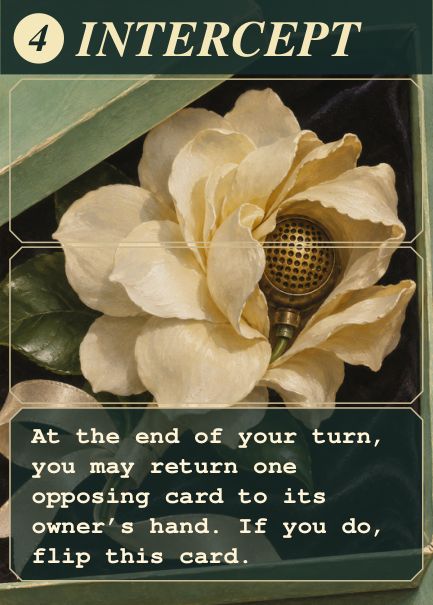 4 INTERCEPT
At the end of your turn,
you may return one
opposing card to its
owner’s hand. If you do,
flip this card.